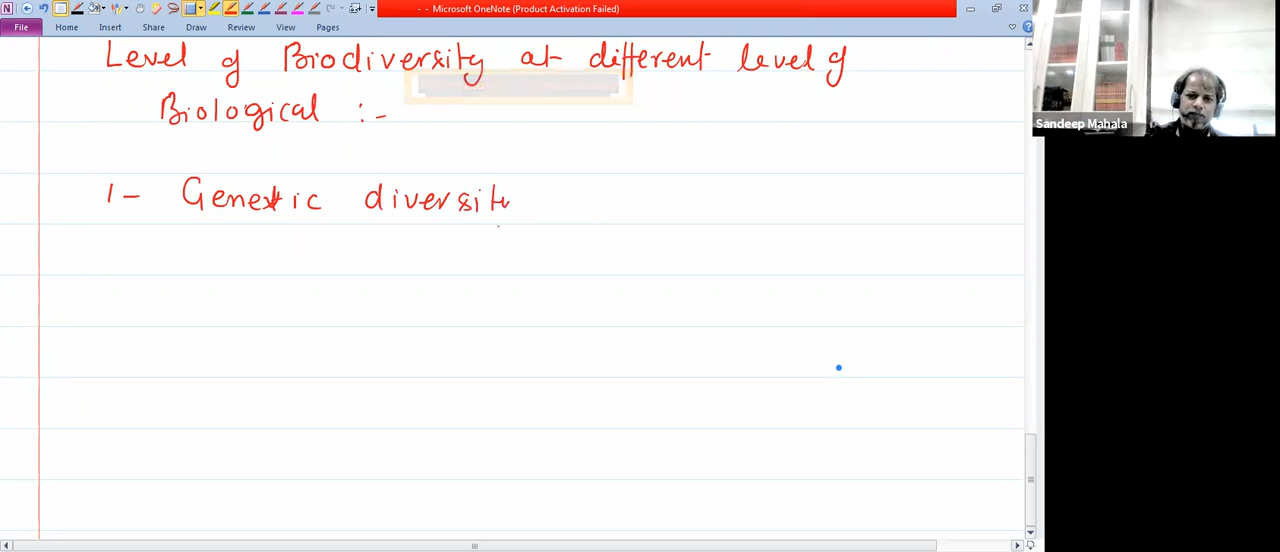 - - Microsoft OneNote (Product Activation Failed)
File Home Insert Share Draw Review View Pages
Level of Biodiversity at different level of
Biological :-
Sandeep Mahala
1- Genetic diversity